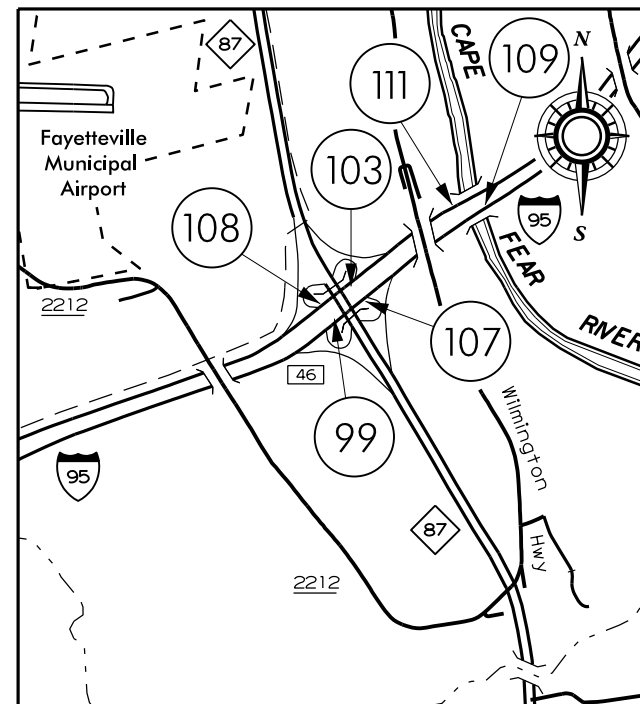 87
CAPE
109
N
111
Fayetteville
Municipal
Airport
103
108
95
S
FEAR
2212
RIVER
107
46
Wilmington
99
95
87
Hwy
2212